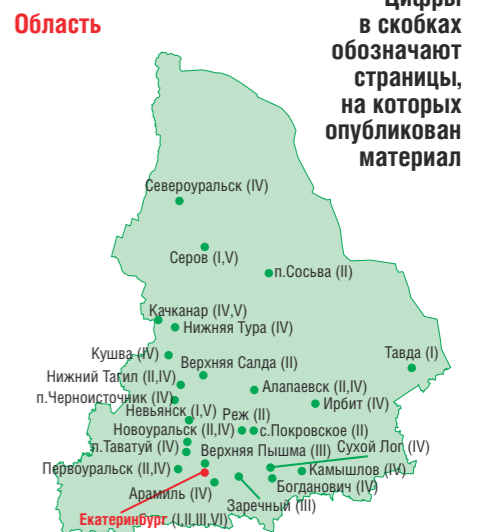 Цифры
Область
в скобках
обозначают
страницы,
на которых
опубликован
материал
Североуральск (IV)
Серов (I,V)
п.Сосьва (II)
Качканар (IV,V)
Нижняя Тура (IV)
Кушва (IV)
Верхняя Салда (II)
Тавда (I)
Нижний Тагил (II,IV)
Алапаевск (II,IV)
п.Черноисточник (IV)
Невьянск (I,V)
Реж (II)
Ирбит (IV)
Новоуральск (II,IV)
с.Покровское (II)
п.Таватуй (IV)
Верхняя Пышма (III)
Сухой Лог (IV)
Первоуральск (II,IV)
Камышлов (IV)
Богданович (IV)
Арамиль (IV)
Заречный (III)
Екатеринбург (I,II,III,VI)